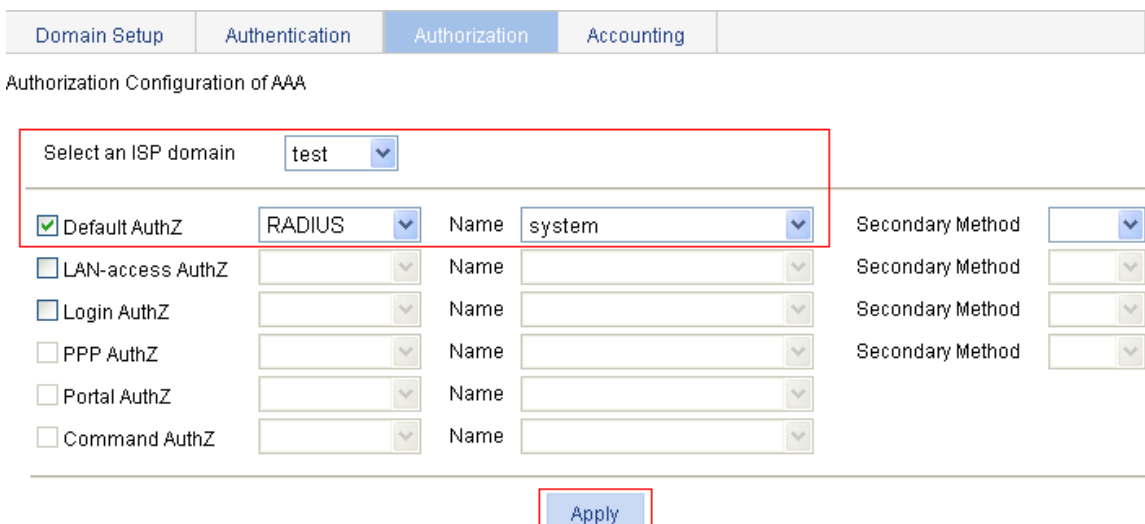 Domain Setup Authentication Authorization Accounting
Authorization Configuration of AAA
Select an ISP domain test
Default AuthZ RADIUS Name system Secondary Method
LAN-access AuthZ Name Secondary Method
Login AuthZ Name Secondary Method
PPP AuthZ Name Secondary Method
Portal AuthZ Name
Command AuthZ Name
Apply